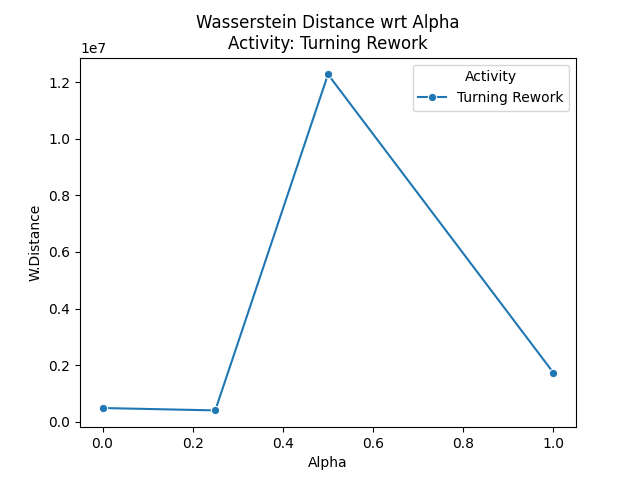 Wasserstein Distance wrt Alpha
Activity: Turning Rework
1e7
Activity
Turning Rework
1.2
1.0
0.8
0.6
0.4
0.2
0.0
W.Distance
0.0 0.2 0.4 0.6 0.8 1.0
Alpha